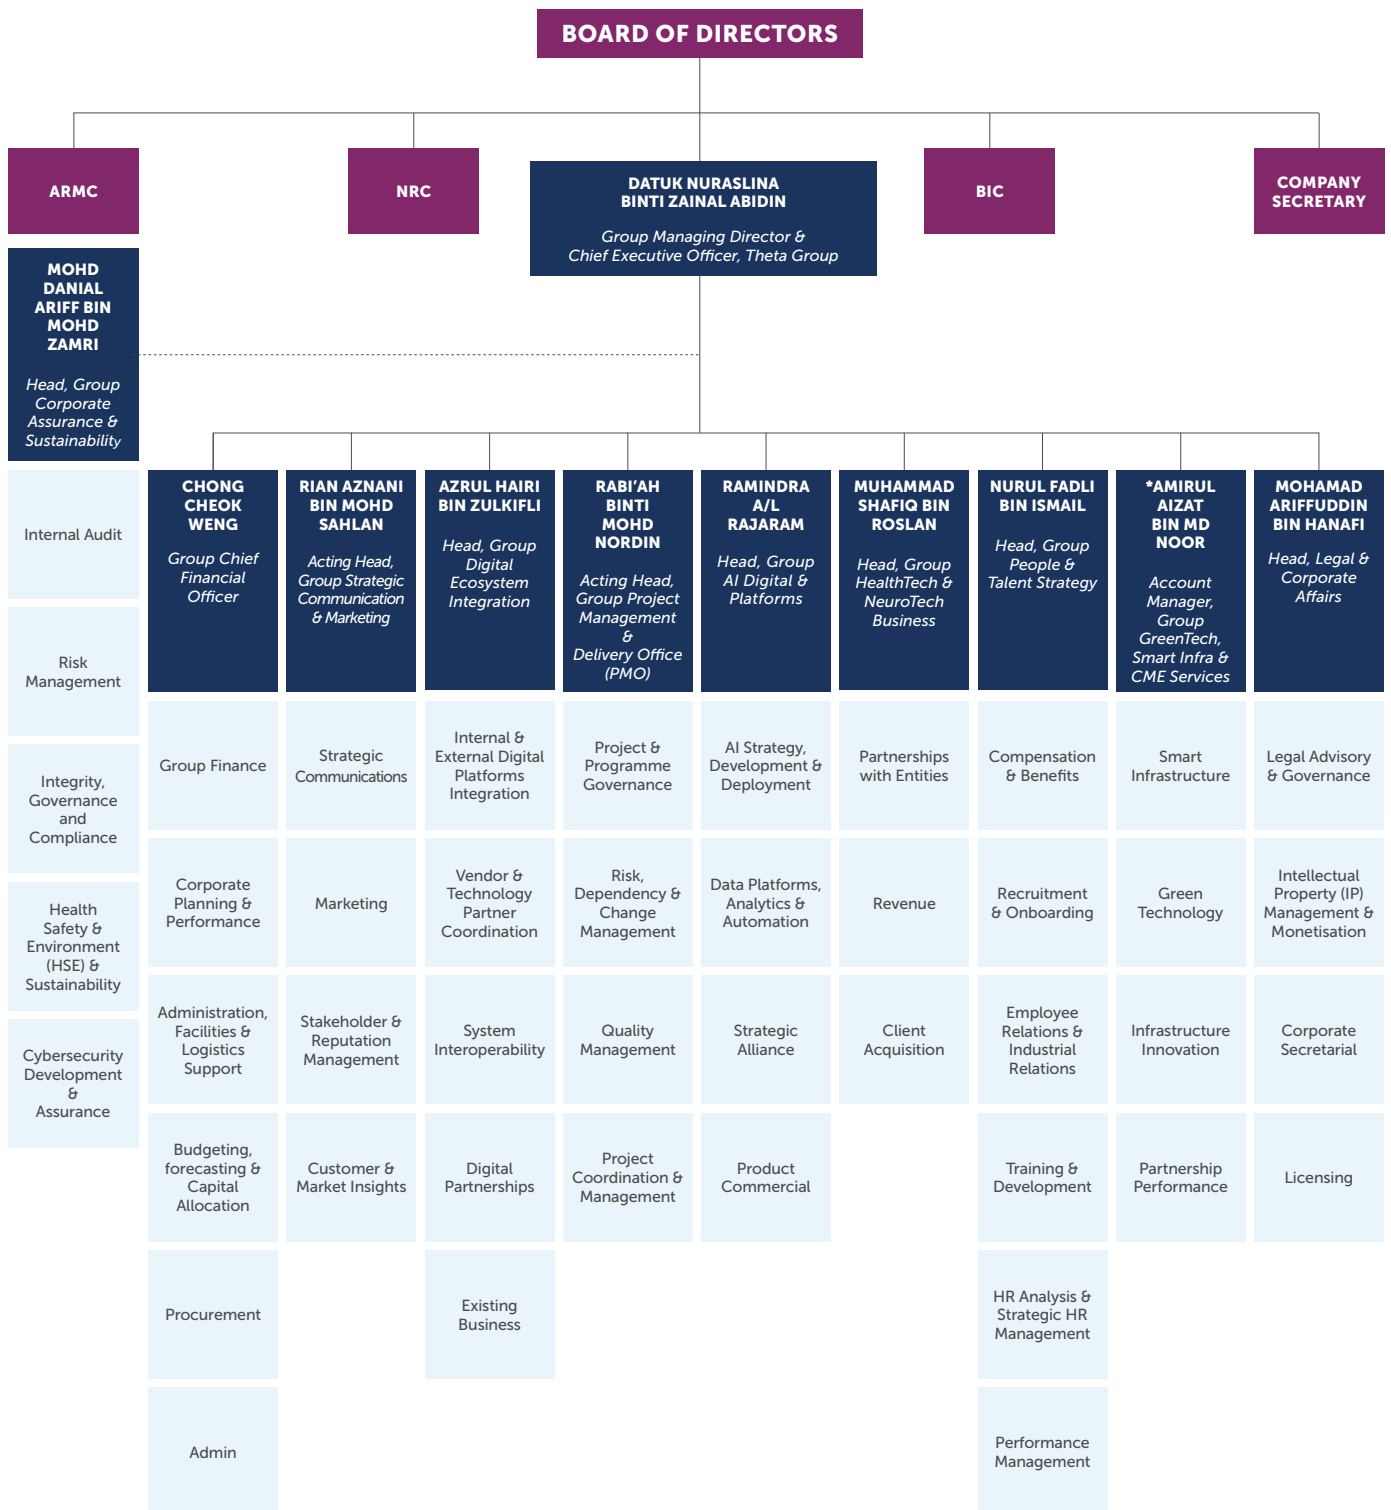 BOARD OF DIRECTORS
ARMC
NRC
DATUK NURASLINA
BINTI ZAINAL ABIDIN
Group Managing Director &
Chief Executive Officer, Theta Group
BIC
COMPANY
SECRETARY
MOHD
DANIAL
ARIFF BIN
MOHD
ZAMRI
Head, Group
Corporate
Assurance &
Sustainability
Internal Audit
Risk
Management
Integrity,
Governance
and
Compliance
Health
Safety &
Environment
(HSE) &
Sustainability
Cybersecurity
Development
&
Assurance
CHONG
CHEOK
WENG
Group Chief
Financial
Officer
Group Finance
Corporate
Planning &
Performance
Administration,
Facilities &
Logistics
Support
Budgeting,
forecasting &
Capital
Allocation
Procurement
Admin
RIAN AZNANI
BIN MOHD
SAHLAN
Acting Head,
Group Strategic
Communication
& Marketing
Strategic
Communications
Marketing
Stakeholder &
Reputation
Management
Customer &
Market Insights
AZRUL HAIRI
BIN ZULKIFLI
Head, Group
Digital
Ecosystem
Integration
Internal &
External Digital
Platforms
Integration
Vendor &
Technology
Partner
Coordination
System
Interoperability
Digital
Partnerships
Existing
Business
RABI’AH
BINTI
MOHD
NORDIN
Acting Head,
Group Project
Management
&
Delivery Office
(PMO)
Project &
Programme
Governance
Risk,
Dependency &
Change
Management
Quality
Management
Project
Coordination &
Management
RAMINDRA
A/L
RAJARAM
Head, Group
AI Digital &
Platforms
AI Strategy,
Development &
Deployment
Data Platforms,
Analytics &
Automation
Strategic
Alliance
Product
Commercial
MUHAMMAD
SHAFIQ BIN
ROSLAN
Head, Group
HealthTech &
NeuroTech
Business
Partnerships
with Entities
Revenue
Client
Acquisition
NURUL FADLI
BIN ISMAIL
Head, Group
People &
Talent Strategy
Compensation
& Benefits
Recruitment
& Onboarding
Employee
Relations &
Industrial
Relations
Training &
Development
HR Analysis &
Strategic HR
Management
Performance
Management
*AMIRUL
AIZAT
BIN MD
NOOR
Account
Manager,
Group
GreenTech,
Smart Infra &
CME Services
Smart
Infrastructure
Green
Technology
Infrastructure
Innovation
Partnership
Performance
MOHAMAD
ARIFFUDDIN
BIN HANAFI
Head, Legal &
Corporate
Affairs
Legal Advisory
& Governance
Intellectual
Property (IP)
Management &
Monetisation
Corporate
Secretarial
Licensing